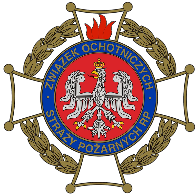 ZWIĄZEK OCHOTNICZYCH
STRAŻY POŻARNYCH RP